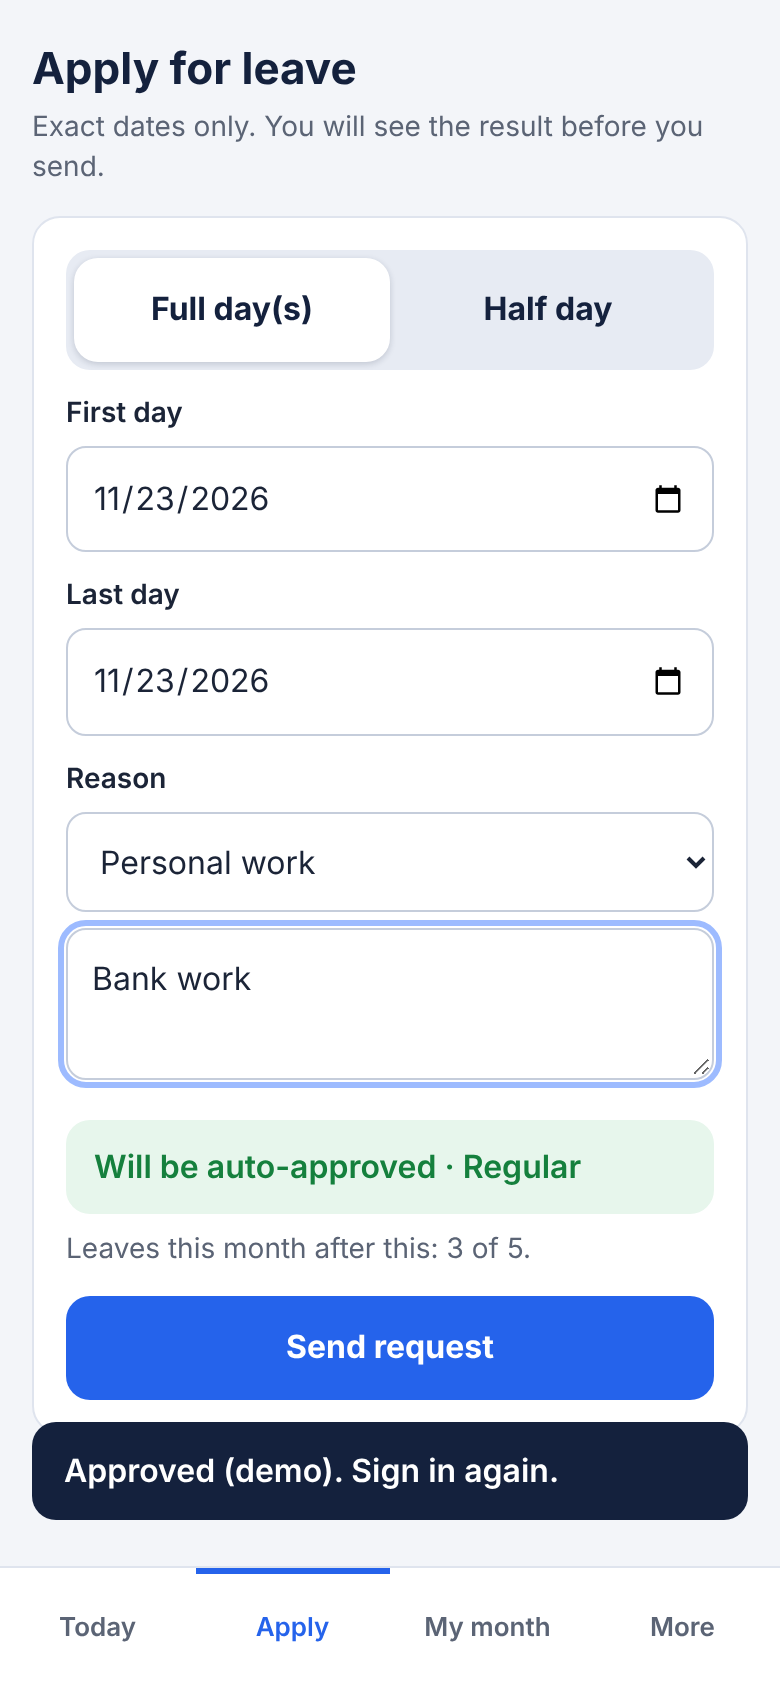 Apply for leave
Exact dates only. You will see the result before you
send.
Full day(s)
Half day
First day
11/23/2026
Last day
11/23/2026
Reason
Personal work
Bank work
Will be auto-approved · Regular
Leaves this month after this: 3 of 5.
Send request
Approved (demo). Sign in again.
Today
Apply
My month
More